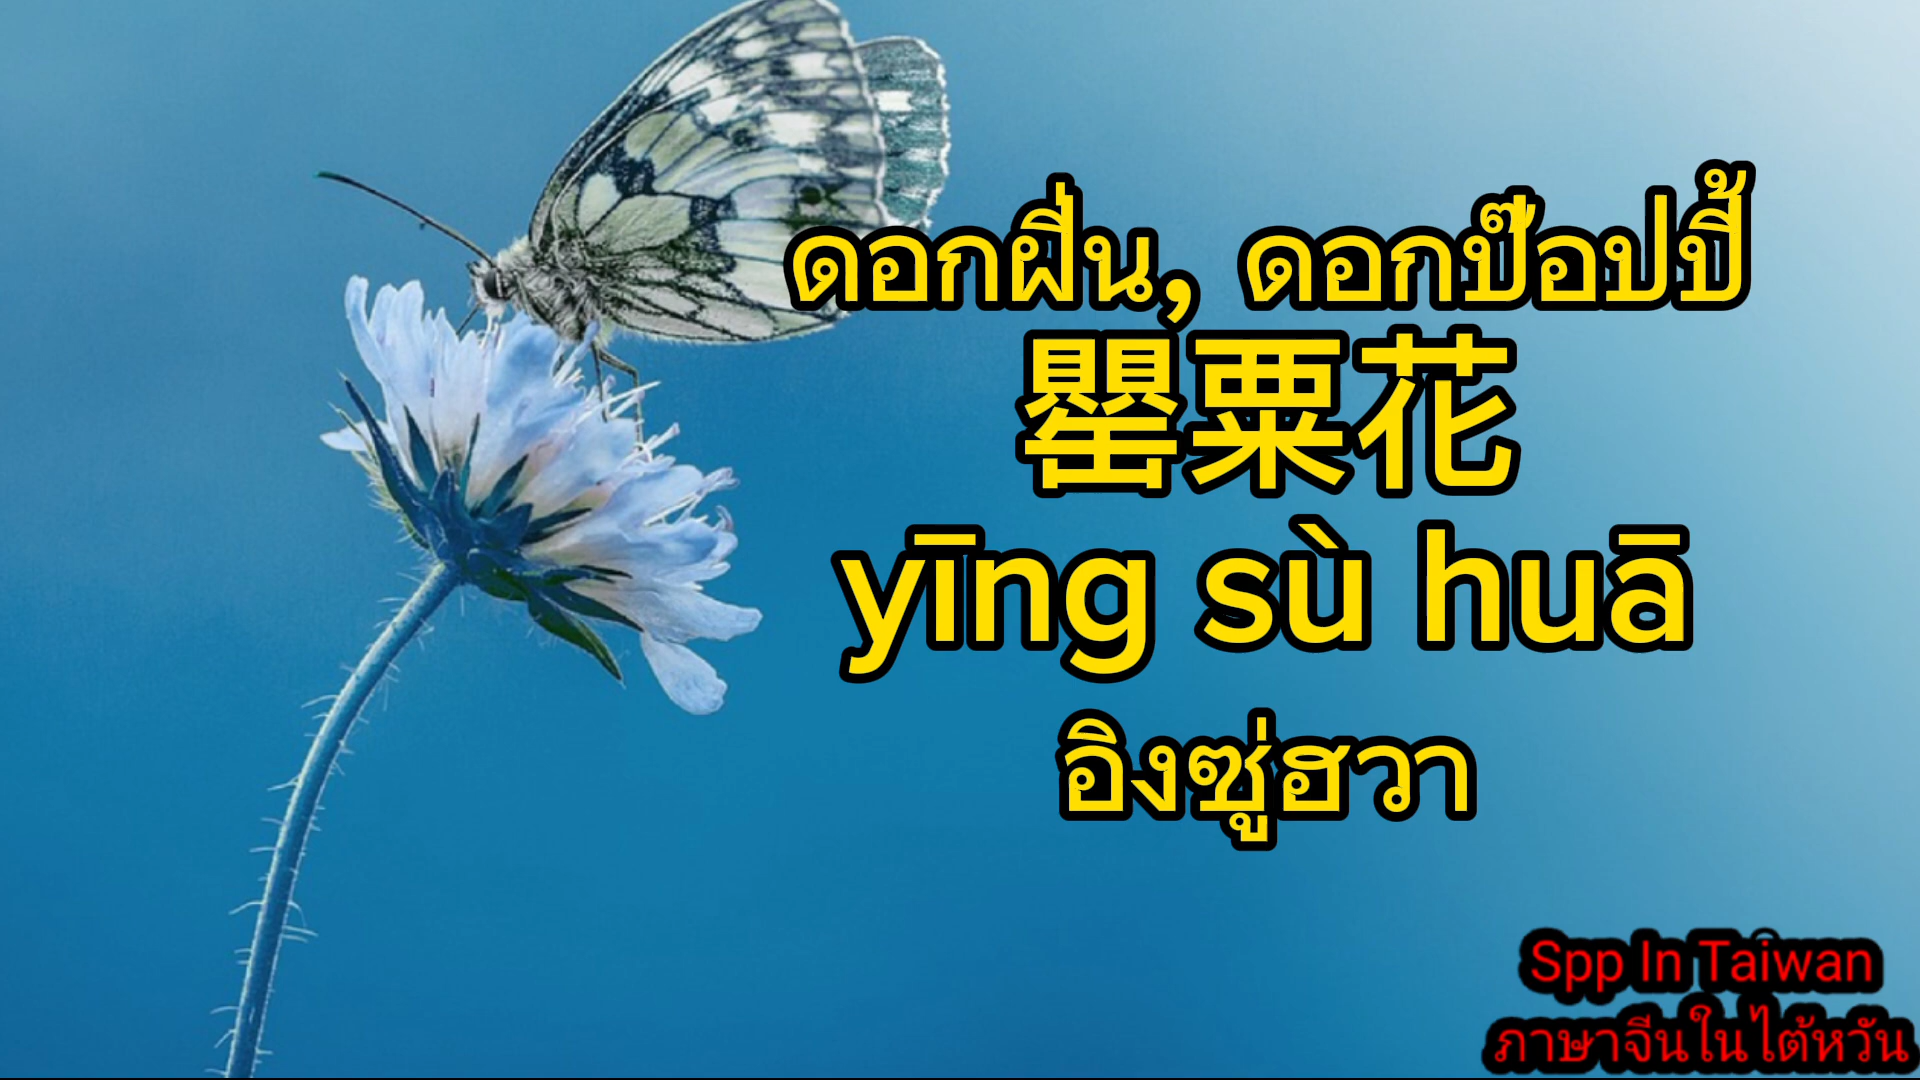 ดอกฝิ่น, ดอกป๊อปปี้
罌粟花
yīng sù huā
อิงซู่ฮวา
Spp In Taiwan
ภาษาจีนในไต้หวัน